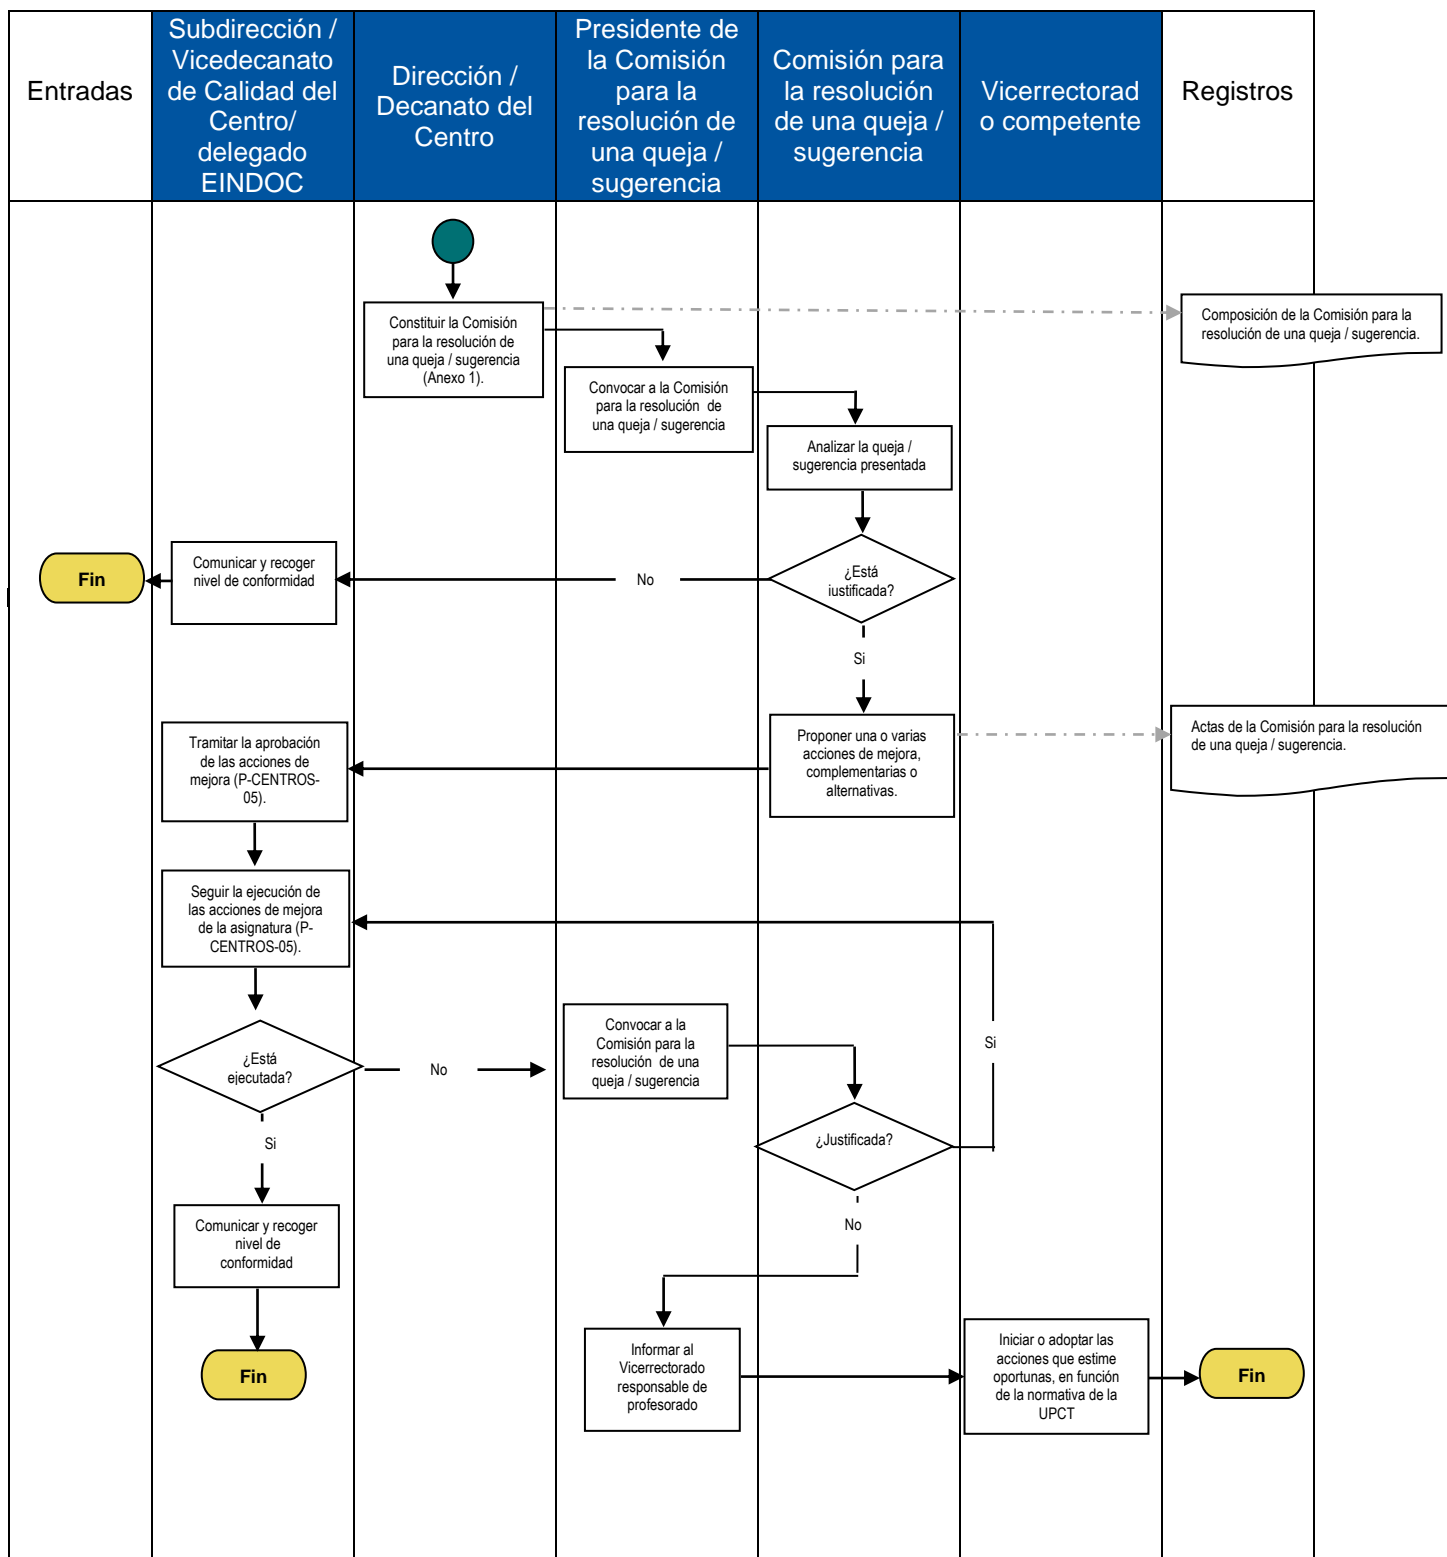 Entradas
Subdirección /
Vicedecanato
de Calidad del
Centro/
delegado
EINDOC
Dirección /
Decanato del
Centro
Presidente de
la Comisión
para la
resolución de
una queja /
sugerencia
Comisión para
la resolución
de una queja /
sugerencia
Vicerrectorad
o competente
Registros
Constituir la Comisión
para la resolución de
una queja / sugerencia
(Anexo 1).
Composición de la Comisión para la
resolución de una queja / sugerencia.
Convocar a la Comisión
para la resolución de
una queja / sugerencia
Analizar la queja /
sugerencia presentada
Fin
Comunicar y recoger
nivel de conformidad
No
¿Está
iustificada?
Si
Tramitar la aprobación
de las acciones de
mejora (P-CENTROS-
05).
Proponer una o varias
acciones de mejora,
complementarias o
alternativas.
Actas de la Comisión para la resolución
de una queja / sugerencia.
Seguir la ejecución de
las acciones de mejora
de la asignatura (P-
CENTROS-05).
¿Está
ejecutada?
No
Convocar a la
Comisión para la
resolución de una
queja / sugerencia
Si
¿Justificada?
Si
No
Comunicar y recoger
nivel de
conformidad
Fin
Informar al
Vicerrectorado
responsable de
profesorado
Iniciar o adoptar las
acciones que estime
oportunas, en función
de la normativa de la
UPCT
Fin